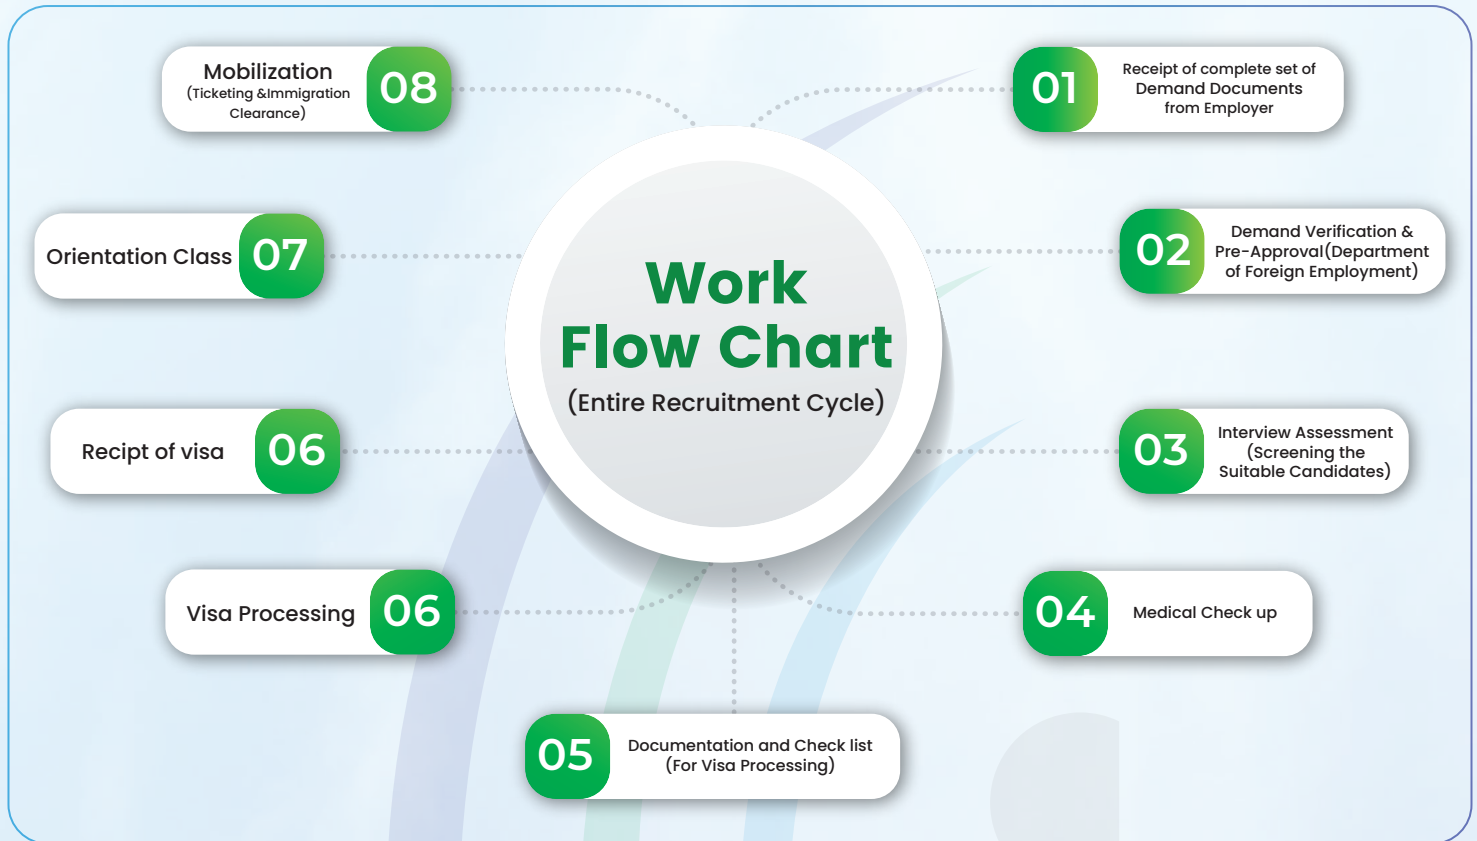 Work
Flow Chart
(Entire Recruitment Cycle)
01
Receipt of complete set of
Demand Documents
from Employer
02
Demand Verification &
Pre-Approval(Department
of Foreign Employment)
03
Interview Assessment
(Screening the
Suitable Candidates)
04
Medical Check up
05
Documentation and Check list
(For Visa Processing)
Visa Processing
06
Recipt of visa
06
Orientation Class
07
Mobilization
(Ticketing &Immigration
Clearance)
08